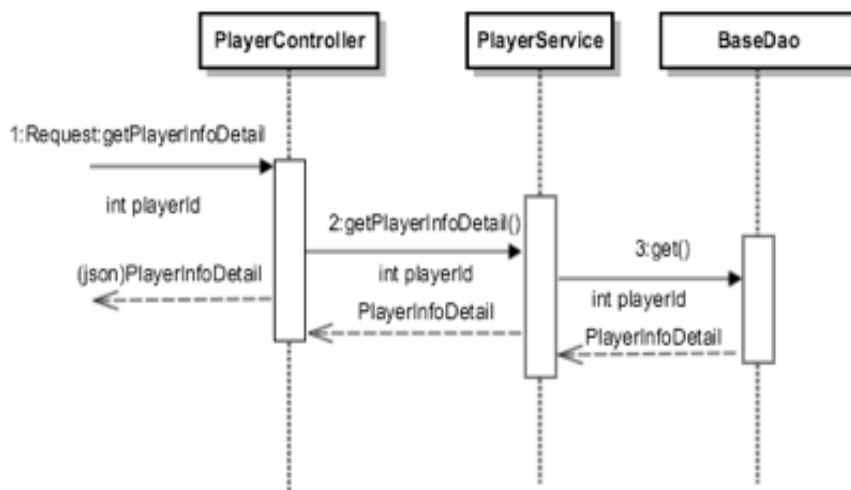 PlayerController
PlayerService
BaseDao
1:Request:getPlayerInfoDetail
int playerId
2:getPlayerInfoDetail()
3:get()
(json)PlayerInfoDetail
int playerId
int playerId
PlayerInfoDetail
PlayerInfoDetail